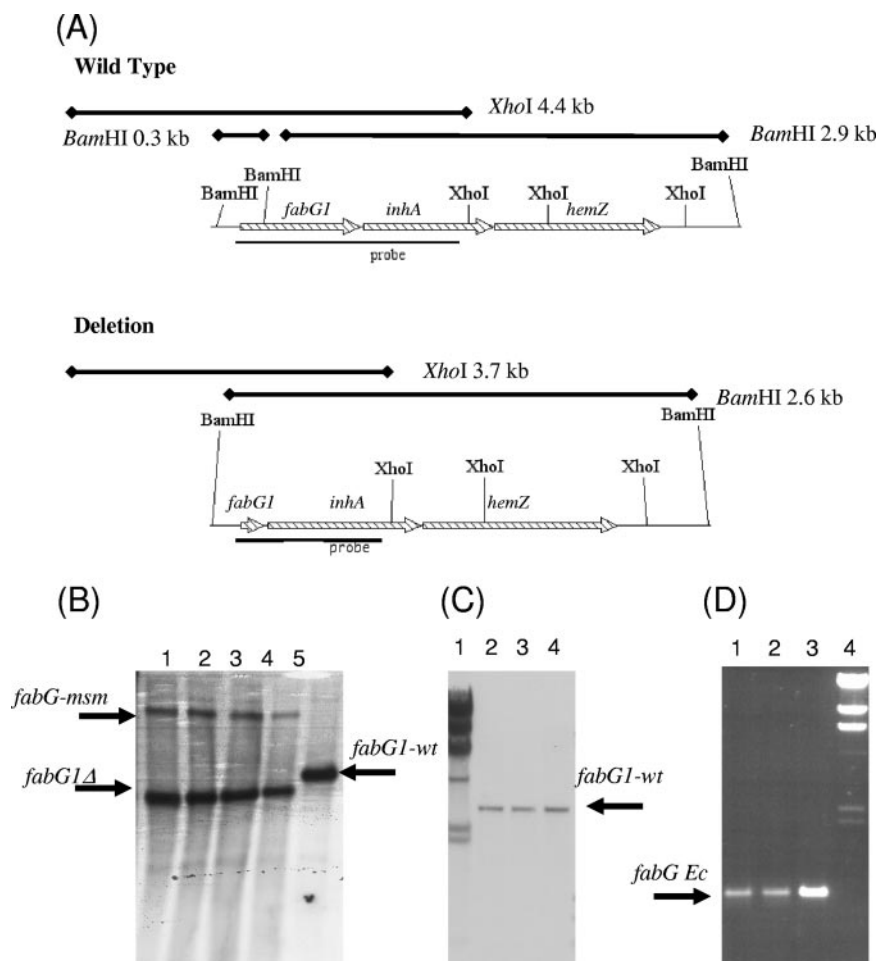 (A)
Wild Type
XhoI 4.4 kb
BamHI 0.3 kb
BamHI 2.9 kb
BamHI
BamHI
BamHI
XhoI
XhoI
XhoI
fabG1
inhA
hemZ
probe
Deletion
XhoI 3.7 kb
BamHI 2.6 kb
BamHI
BamHI
XhoI
XhoI
XhoI
fabG1
inhA
hemZ
probe
(B)
1 2 3 4 5
fabG-msm
fabG1Δ
fabG1-wt
(C)
1 2 3 4
fabG1-wt
(D)
1 2 3 4
fabG Ec